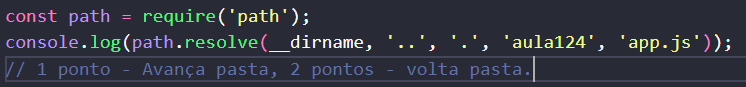 const path = require('path');
console.log(path.resolve(__dirname, '..', '.', 'aula124', 'app.js'));
// 1 ponto - Avança pasta, 2 pontos - volta pasta.